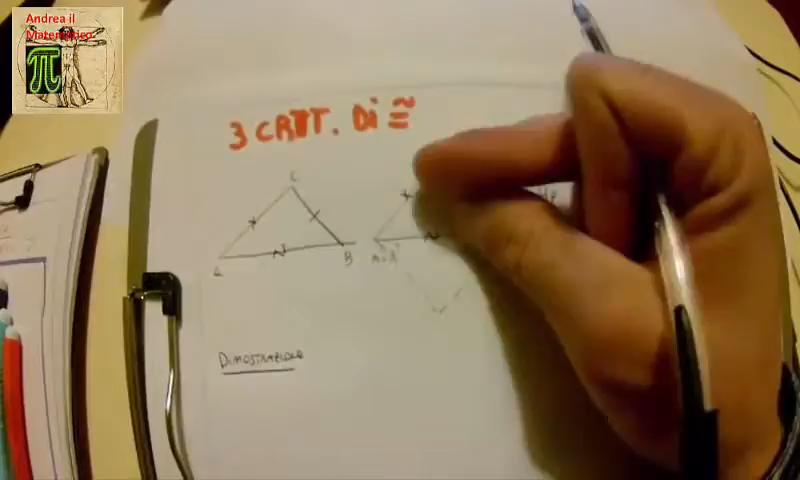 Andrea il
Matematico
π
3 CRIT. Di ≅
C
A
B
DIMOSTRAZIONE